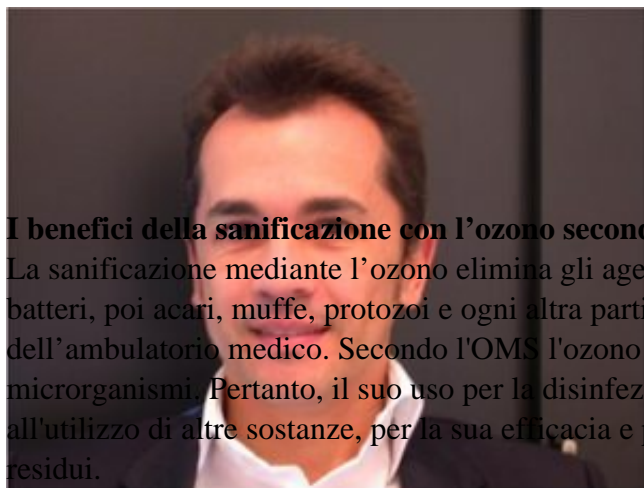 I benefici della sanificazione con l’ozono second
La sanificazione mediante l’ozono elimina gli age
batteri, poi acari, muffe, protozoi e ogni altra parti
dell’ambulatorio medico. Secondo l'OMS l'ozono
microrganismi. Pertanto, il suo uso per la disinfez
all'utilizzo di altre sostanze, per la sua efficacia e p
residui.